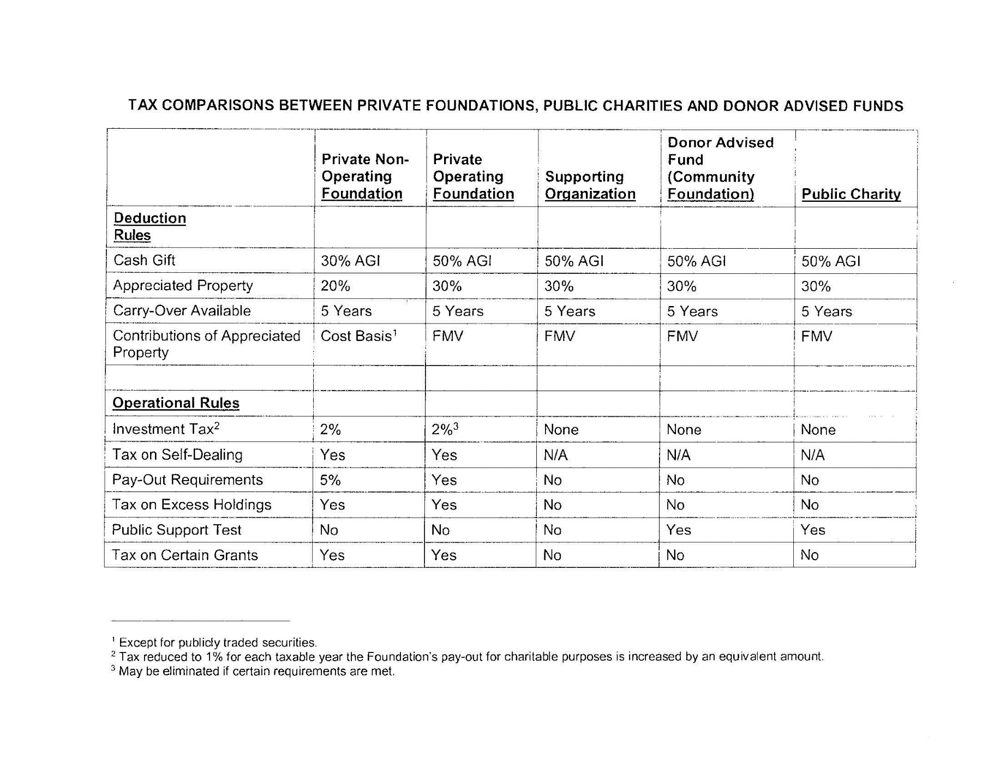 TAX COMPARISONS BETWEEN PRIVATE FOUNDATIONS, PUBLIC CHARITIES AND DONOR ADVISED FUNDS
Private Non-
Operating
Foundation
Private
Operating
Foundation
Supporting
Organization
Donor Advised
Fund
(Community
Foundation)
Public Charity
Deduction
Rules
Cash Gift 30% AGI 50% AGI 50% AGI 50% AGI 50% AGI
Appreciated Property 20% 30% 30% 30% 30%
Carry-Over Available 5 Years 5 Years 5 Years 5 Years 5 Years
Contributions of Appreciated Cost Basis¹ FMV FMV FMV FMV
Property
Operational Rules
Investment Tax² 2% 2%³ None None None
Tax on Self-Dealing Yes Yes N/A N/A N/A
Pay-Out Requirements 5% Yes No No No
Tax on Excess Holdings Yes Yes No No No
Public Support Test No No No Yes Yes
Tax on Certain Grants Yes Yes No No No
¹ Except for publicly traded securities.
² Tax reduced to 1% for each taxable year the Foundation's pay-out for charitable purposes is increased by an equivalent amount.
³ May be eliminated if certain requirements are met.